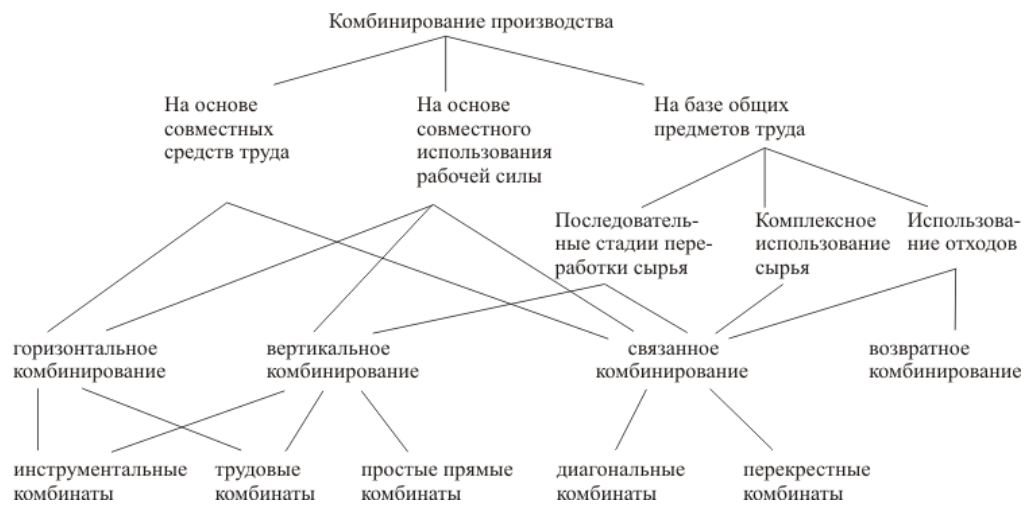 Комбинирование производства
На основе
совместных
средств труда
На основе
совместного
использования
рабочей силы
На базе общих
предметов труда
Последователь-
ные стадии пере-
работки сырья
Комплексное
использование
сырья
Использова-
ние отходов
горизонтальное
комбинирование
вертикальное
комбинирование
связанное
комбинирование
возвратное
комбинирование
инструментальные
комбинаты
трудовые
комбинаты
простые прямые
комбинаты
диагональные
комбинаты
перекрестные
комбинаты